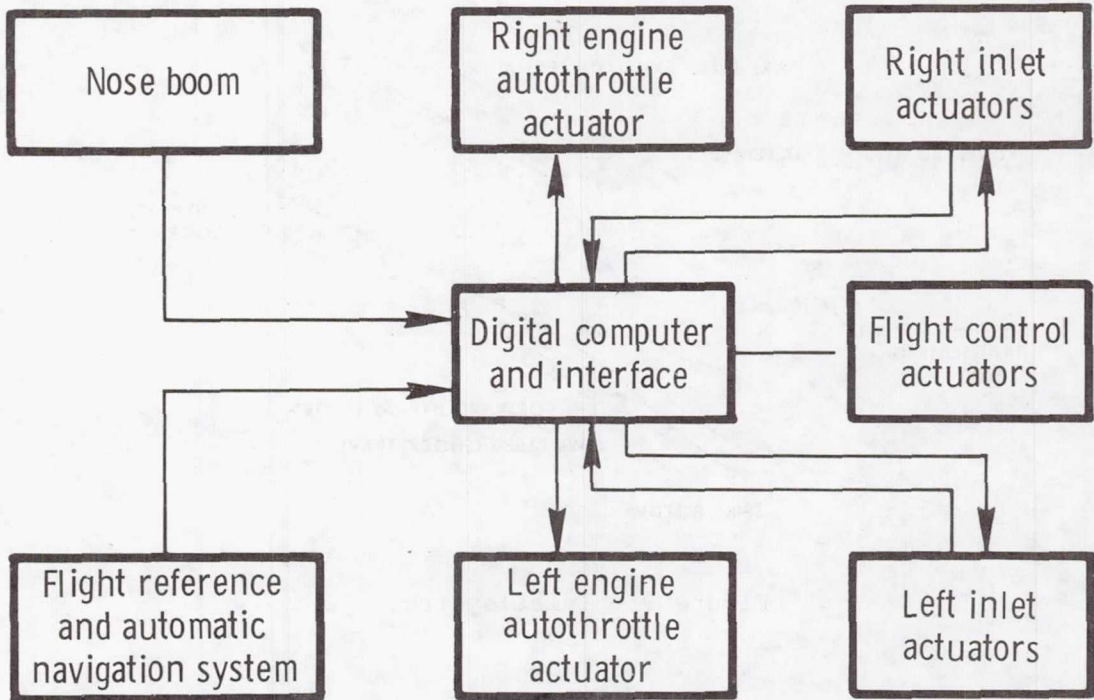 Nose boom
Right engine
autothrottle
actuator
Right inlet
actuators
Digital computer
and interface
Flight control
actuators
Flight reference
and automatic
navigation system
Left engine
autothrottle
actuator
Left inlet
actuators